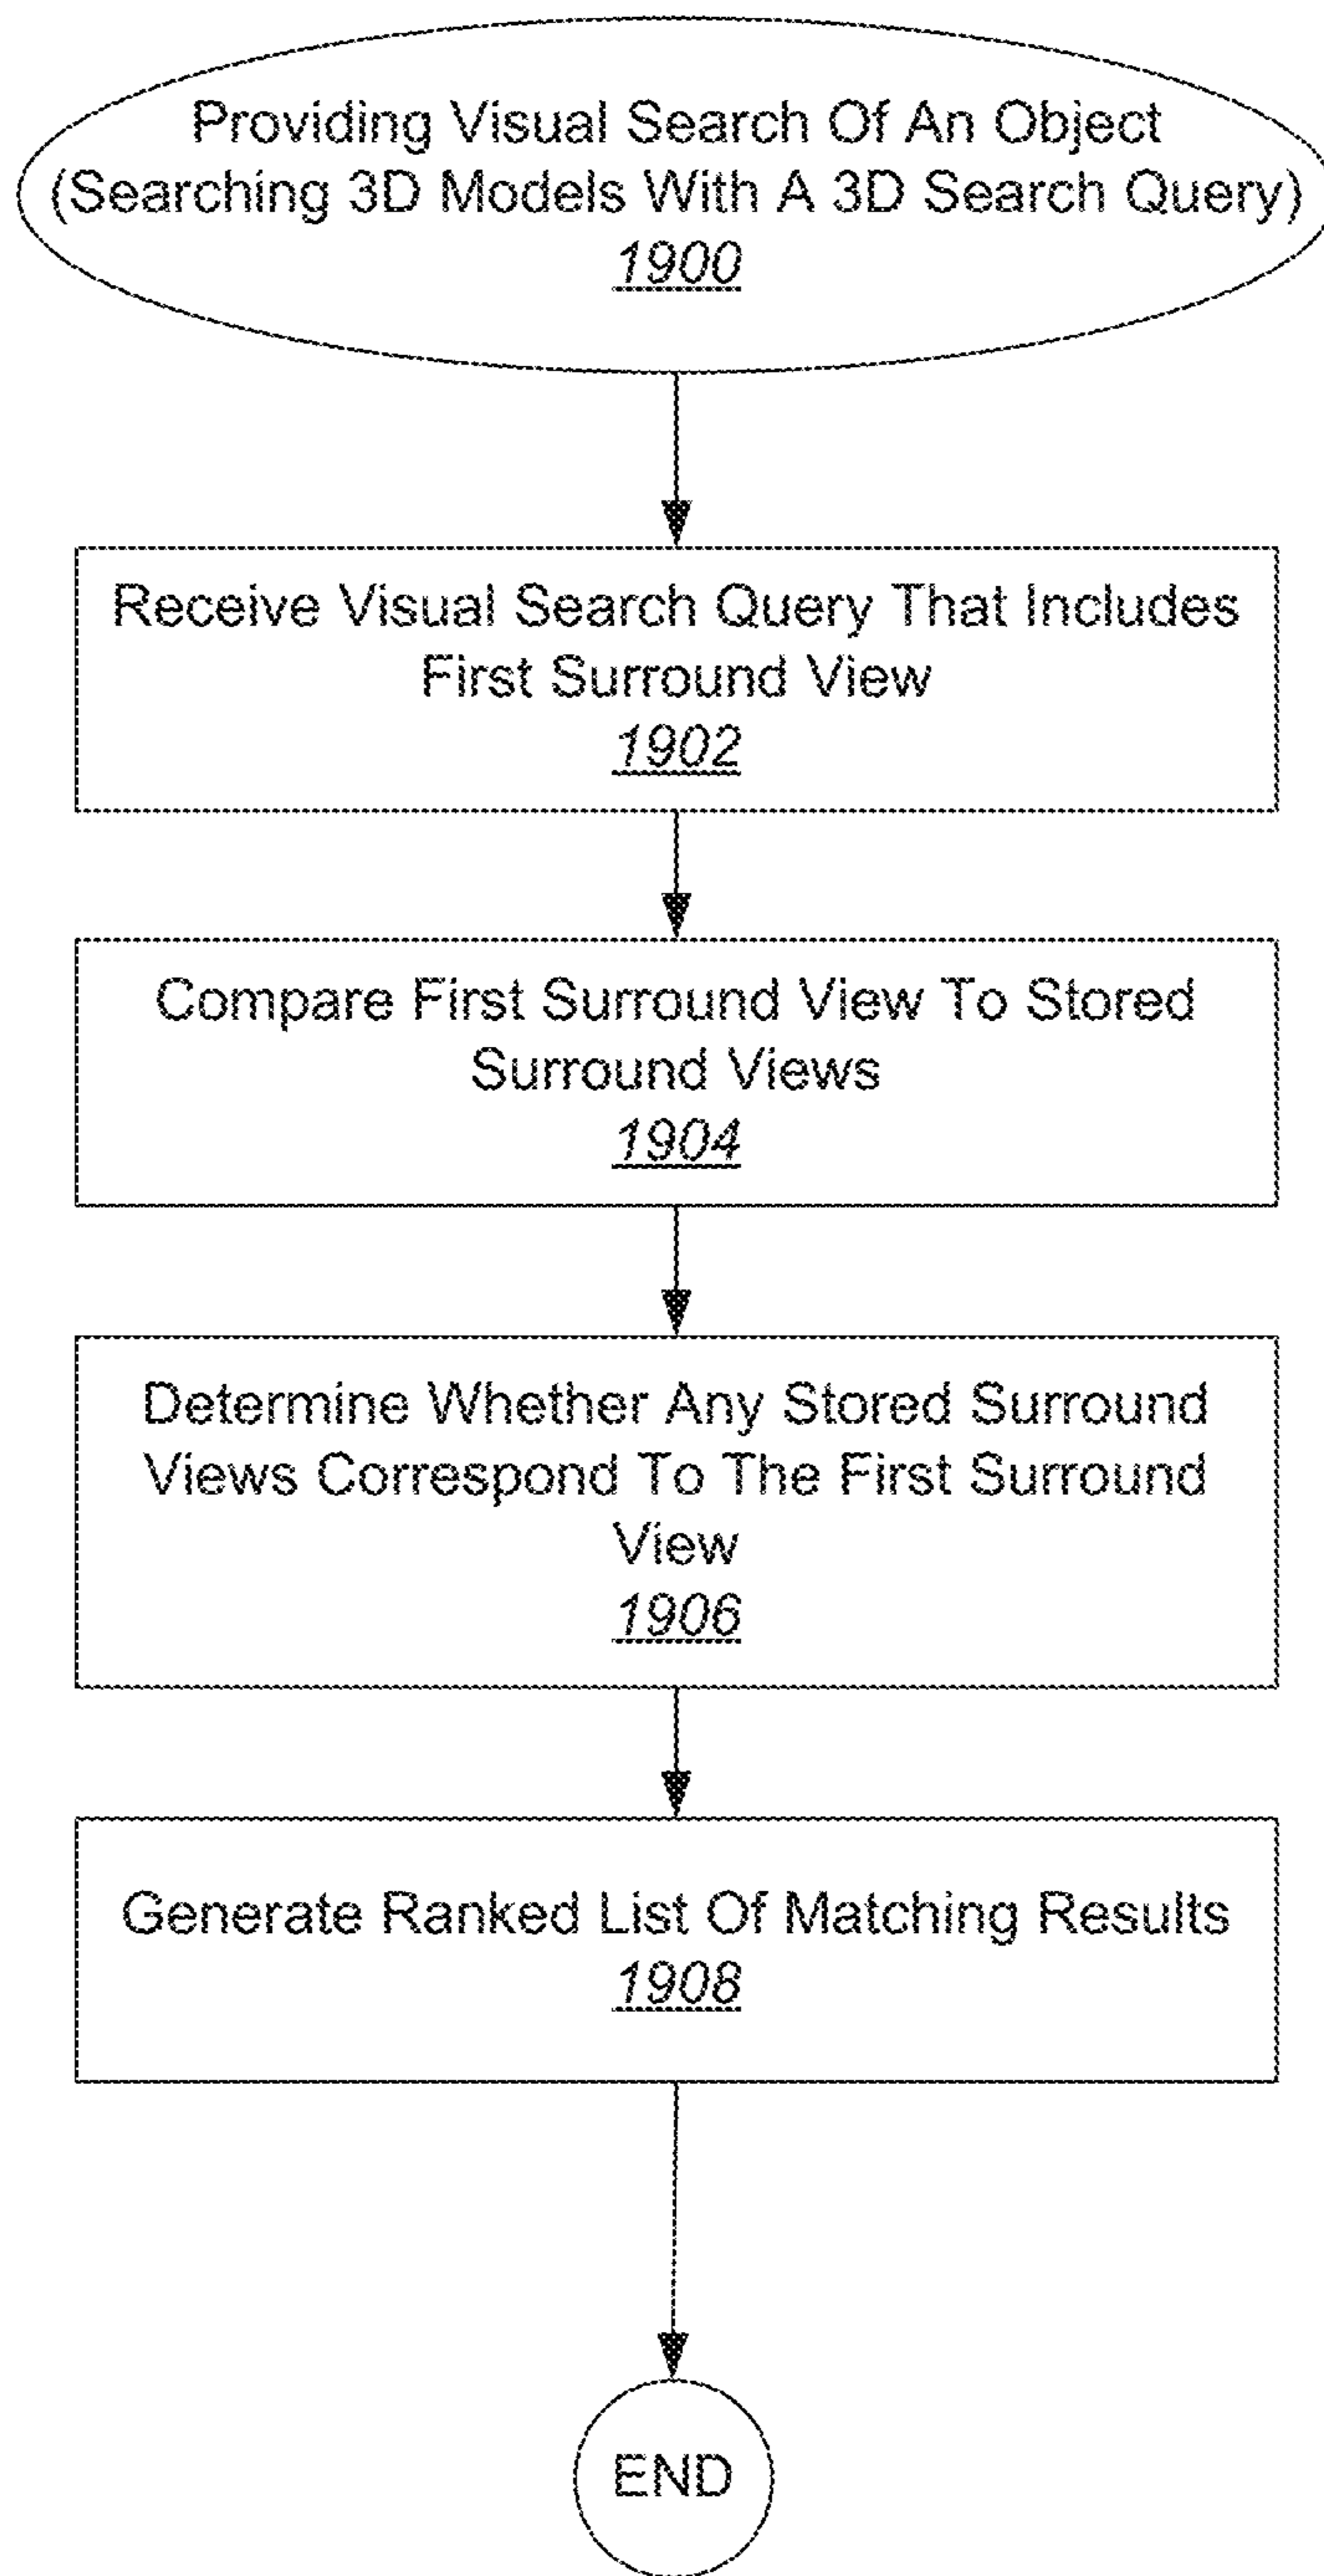 Providing Visual Search Of An Object
(Searching 3D Models With A 3D Search Query)
1900
Receive Visual Search Query That Includes
First Surround View
1902
Compare First Surround View To Stored
Surround Views
1904
Determine Whether Any Stored Surround
Views Correspond To The First Surround
View
1906
Generate Ranked List Of Matching Results
1908
END